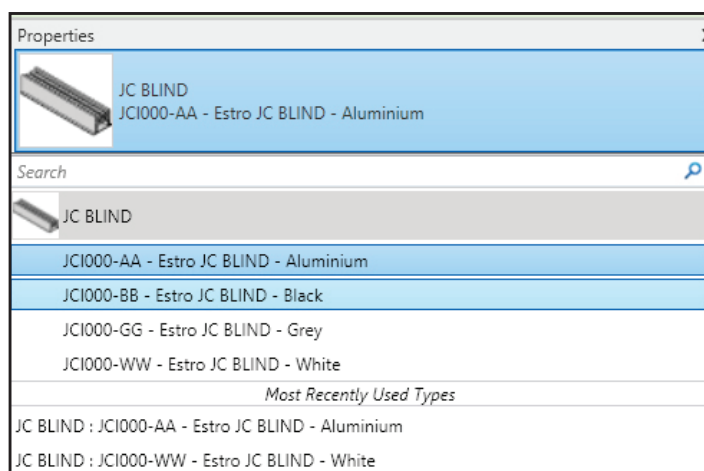 Properties
JC BLIND
JCI000-AA - Estro JC BLIND - Aluminium
Search
JC BLIND
JCI000-AA - Estro JC BLIND - Aluminium
JCI000-BB - Estro JC BLIND - Black
JCI000-GG - Estro JC BLIND - Grey
JCI000-WW - Estro JC BLIND - White
Most Recently Used Types
JC BLIND : JCI000-AA - Estro JC BLIND - Aluminium
JC BLIND : JCI000-WW - Estro JC BLIND - White